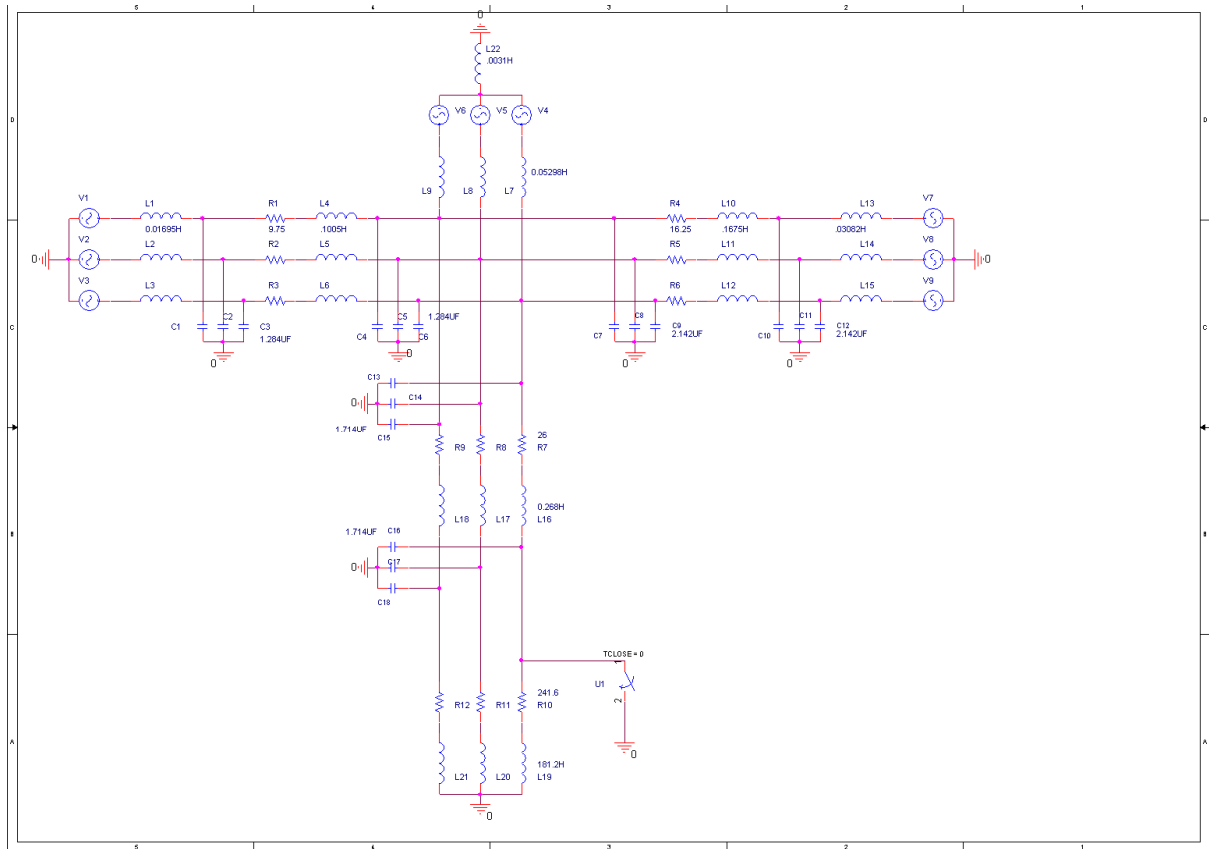 5
4
3
2
1
0
L22
.0031H
D
V6
V5
V4
D
0.05298H
L9
L8
L7
V1
L1
R1
L4
R4
L10
L13
V7
0.01695H
9.75
.1005H
16.25
.1675H
.03082H
V2
L2
R2
L5
R5
L11
L14
V8
0
0
V3
L3
R3
L6
R6
L12
L15
V9
C1
C2
C3
1.284UF
C4
C5
1.284UF
C6
C7
C8
C9
2.142UF
C10
C11
C12
2.142UF
C
C
0
0
0
0
C13
C14
0
1.714UF
C15
R9
R8
26
R7
L18
L17
0.268H
L16
B
B
1.714UF
C16
C17
0
C18
TCLOSE = 0
1
U1
2
R12
R11
241.6
R10
0
A
A
L21
L20
181.2H
L19
0
5
4
3
2
1